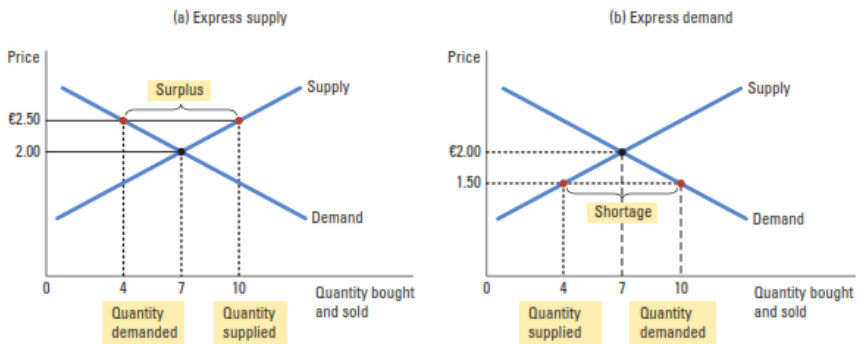 (a) Express supply
Price
Surplus
Supply
€2.50
2.00
Demand
0
4
7
10
Quantity bought
and sold
Quantity
demanded
Quantity
supplied
(b) Express demand
Price
Supply
€2.00
1.50
Shortage
Demand
0
4
7
10
Quantity bought
and sold
Quantity
supplied
Quantity
demanded